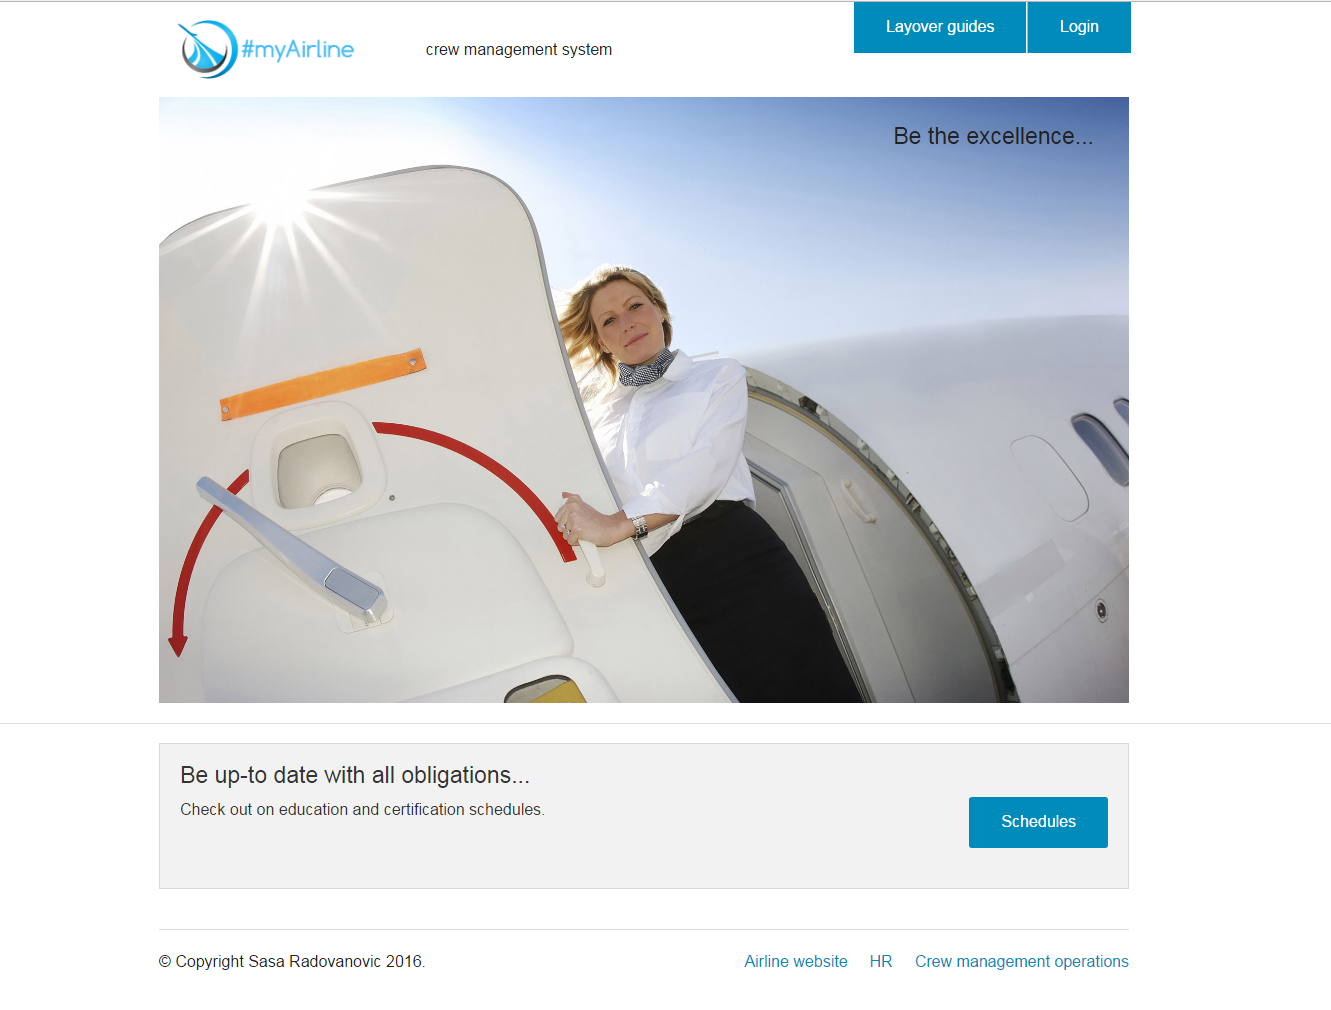 #myAirline
crew management system
Layover guides
Login
Be the excellence...
Be up-to date with all obligations...
Check out on education and certification schedules.
Schedules
© Copyright Sasa Radovanovic 2016.
Airline website
HR
Crew management operations